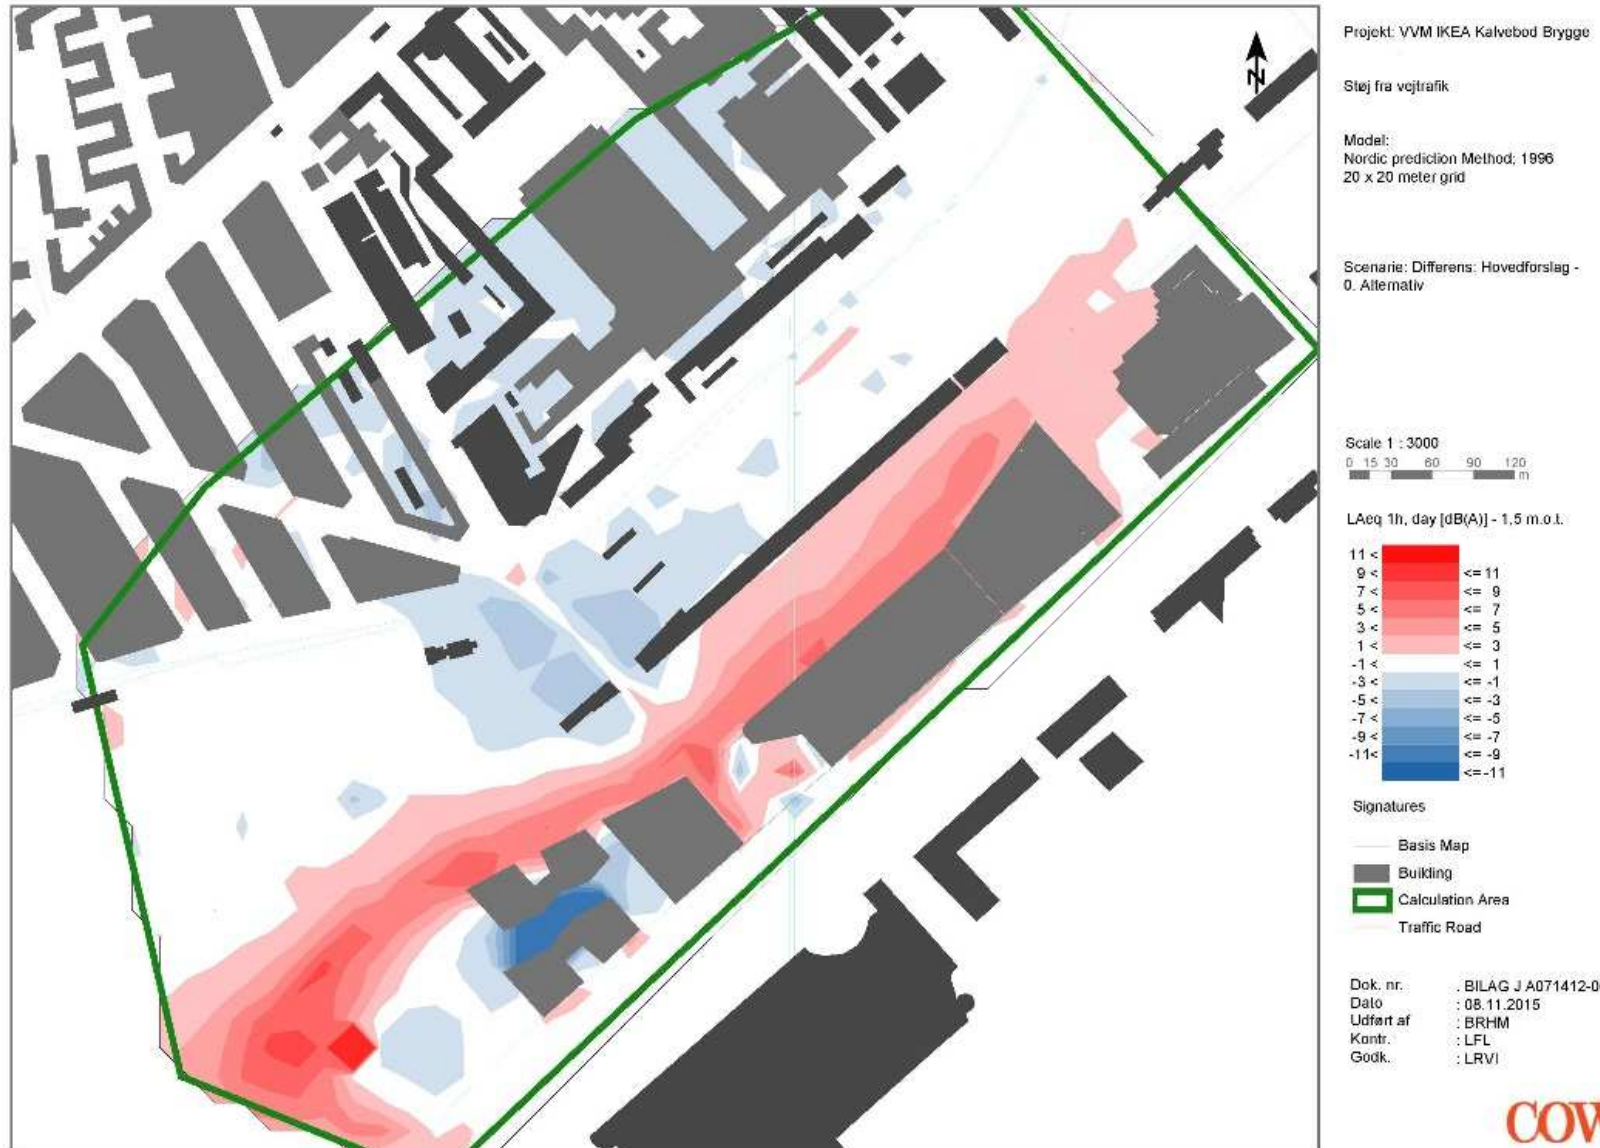 N
Projekt: VVM IKEA Kalvebod Brygge
Støj fra vejtrafik
Model:
Nordic prediction Method; 1996
20 x 20 meter grid
Scenarie: Differens: Hovedforslag -
0. Alternativ
Scale 1 : 3000
0 15 30 60 90 120
m
LAeq 1h, day [dB(A)] - 1,5 m.o.t.
11 <
9 < <= 11
7 < <= 9
5 < <= 7
3 < <= 5
1 < <= 3
-1 < <= 1
-3 < <= -1
-5 < <= -3
-7 < <= -5
-9 < <= -7
-11< <= -9
<= -11
Signatures
Basis Map
Building
Calculation Area
Traffic Road
Dok. nr. : BILAG J A071412-0
Dato : 08.11.2015
Udført af : BRHM
Kontr. : LFL
Godk. : LRVI
COW